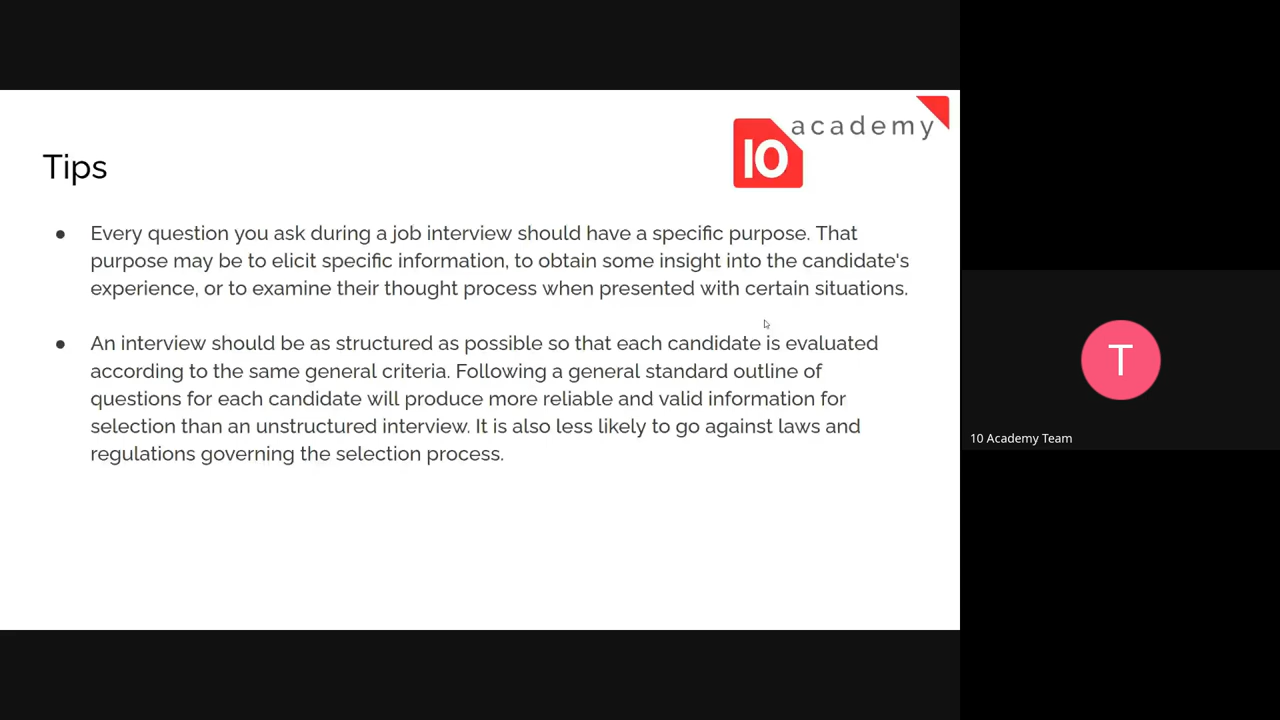 10 academy
Tips
● Every question you ask during a job interview should have a specific purpose. That
purpose may be to elicit specific information, to obtain some insight into the candidate's
experience, or to examine their thought process when presented with certain situations.
● An interview should be as structured as possible so that each candidate is evaluated
according to the same general criteria. Following a general standard outline of
questions for each candidate will produce more reliable and valid information for
selection than an unstructured interview. It is also less likely to go against laws and
regulations governing the selection process.
T
10 Academy Team